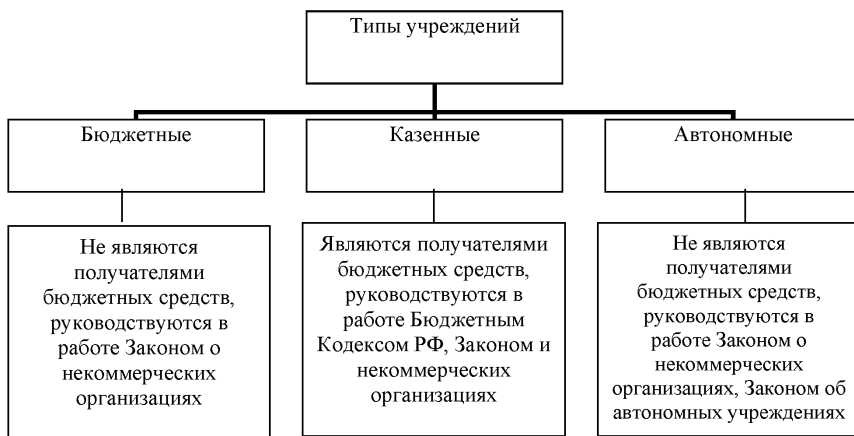 Типы учреждений
Бюджетные
Казенные
Автономные
Не являются
получателями
бюджетных средств,
руководствуются в
работе Законом о
некоммерческих
организациях
Являются получателями
бюджетных средств,
руководствуются в
работе Бюджетным
Кодексом РФ, Законом и
некоммерческих
организациях
Не являются
получателями
бюджетных средств,
руководствуются в
работе Законом о
некоммерческих
организациях, Законом об
автономных учреждениях